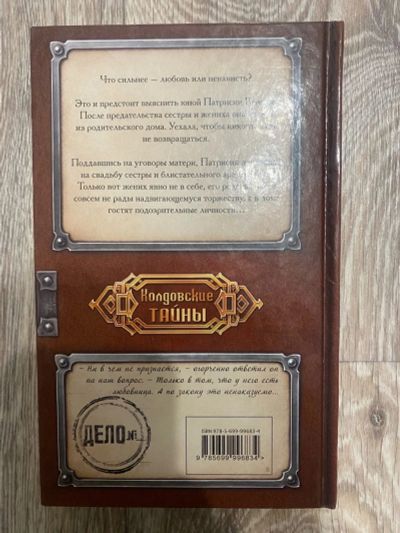 Что сильнее — любовь или ненависть?
Это и предстоит выяснить юной Патрисии
После предательства сестры и жениха она
из родительского дома. Уехала, чтобы никогда
не возвращаться.
Поддавшись на уговоры матери, Патрисия
на свадьбу сестры и блистательного
Только вот жених явно не в себе, его
совсем не рады надвигающемуся торжеству, а в доме
гостят подозрительные личности...
Колдовские
ТАЙНЫ
- Ни в чем не признается, - огорченно ответил он
на наш вопрос. - Только в том, что у него есть
любовница. А по закону это ненаказуемо...
ДЕЛО №
ISBN 978-5-699-99683-4
9 785699 996834 >